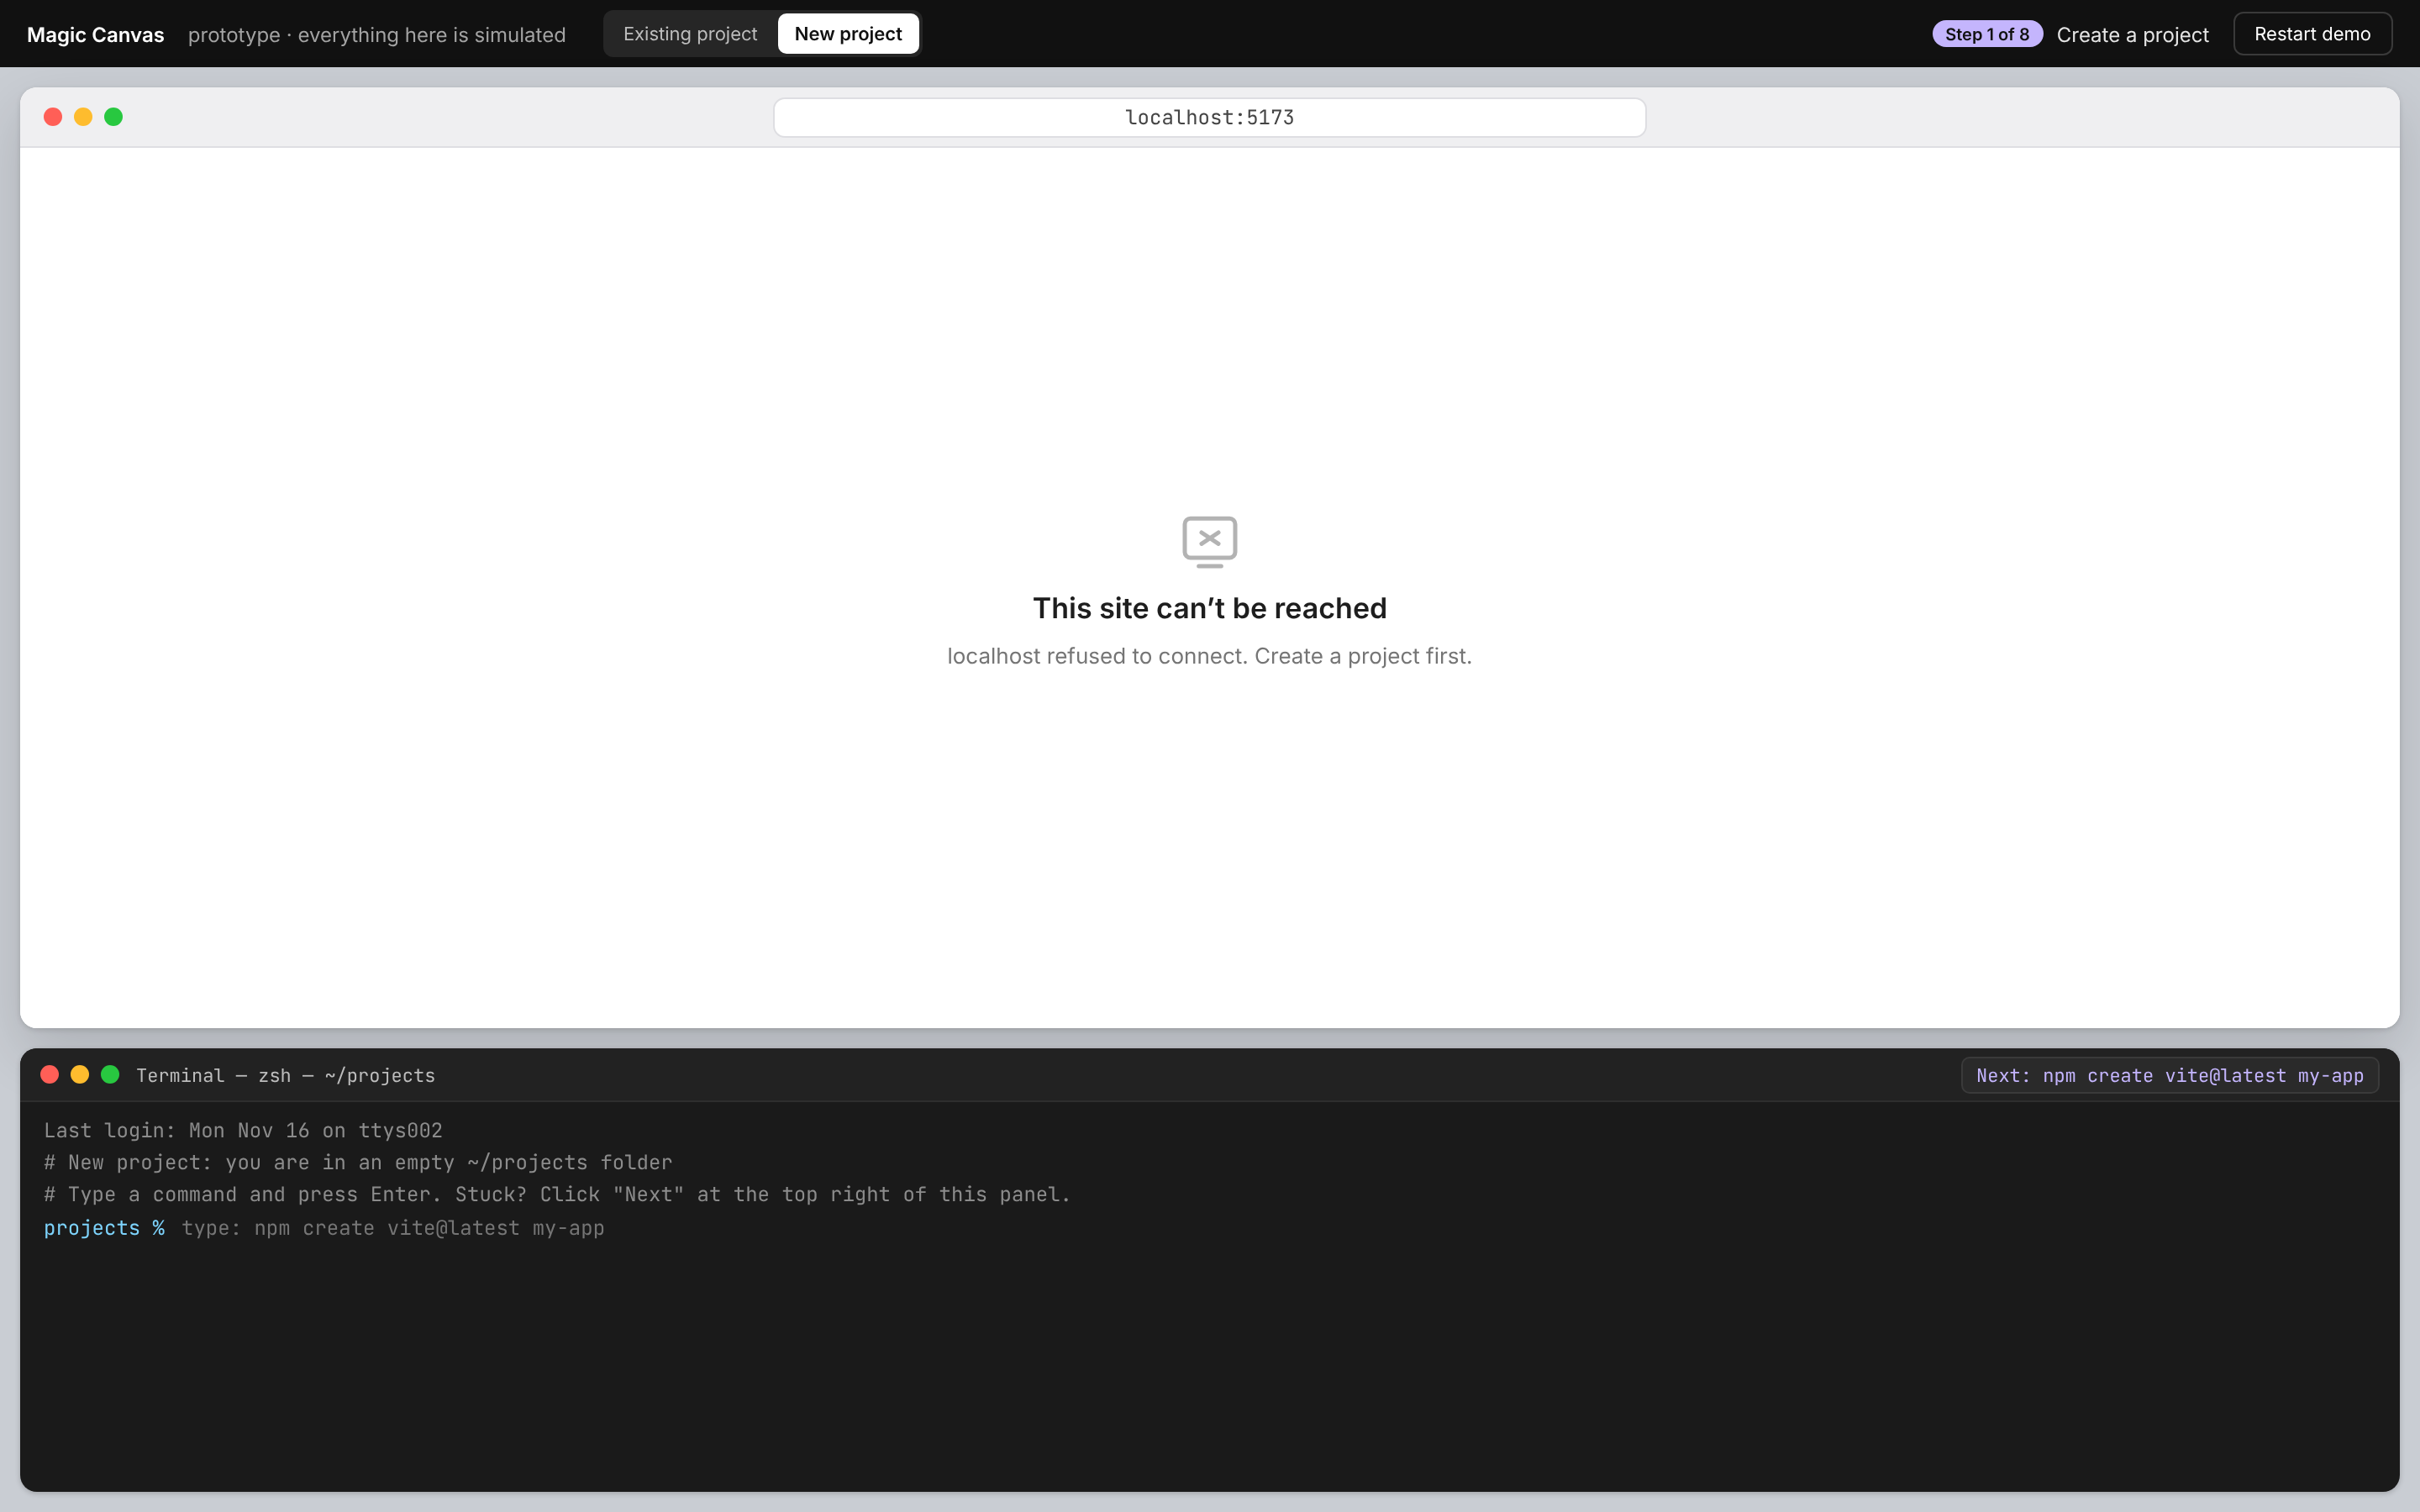 Magic Canvas prototype · everything here is simulated Existing project New project Step 1 of 8 Create a project Restart demo
localhost:5173
This site can’t be reached
localhost refused to connect. Create a project first.
Terminal — zsh — ~/projects Next: npm create vite@latest my-app
Last login: Mon Nov 16 on ttys002
# New project: you are in an empty ~/projects folder
# Type a command and press Enter. Stuck? Click "Next" at the top right of this panel.
projects % type: npm create vite@latest my-app